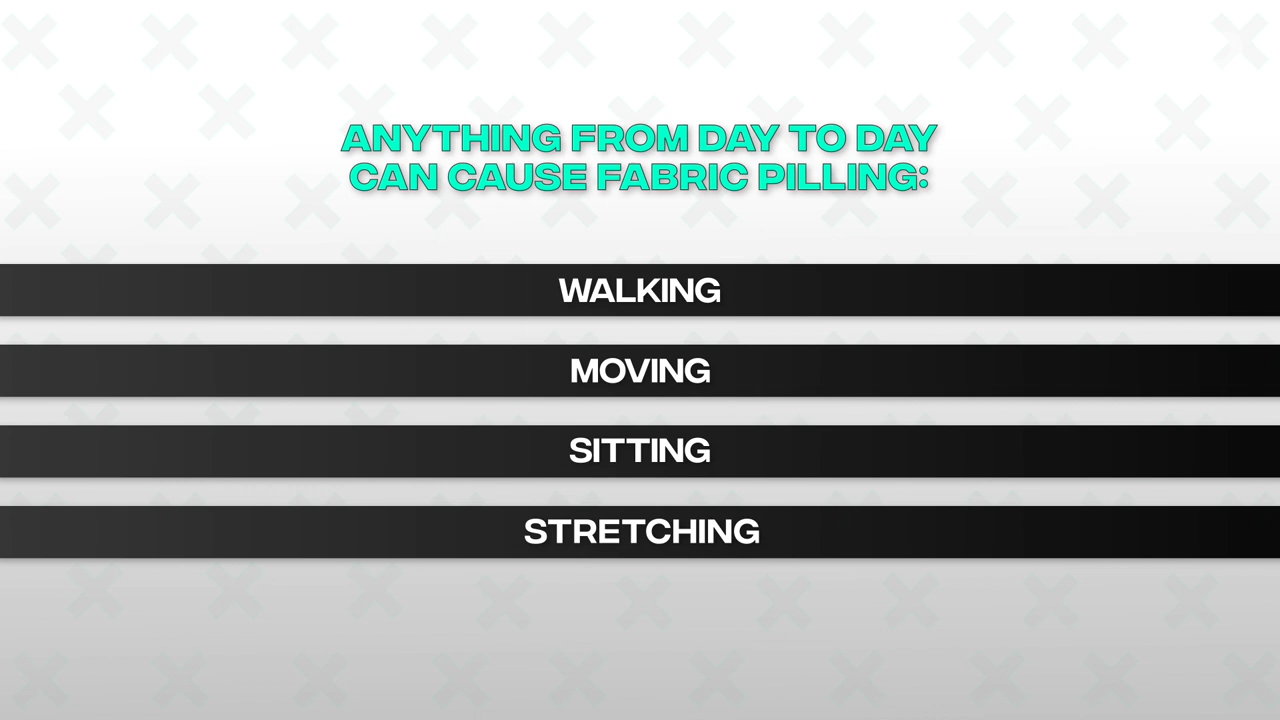 ANYTHING FROM DAY TO DAY
CAN CAUSE FABRIC PILLING:
WALKING
MOVING
SITTING
STRETCHING